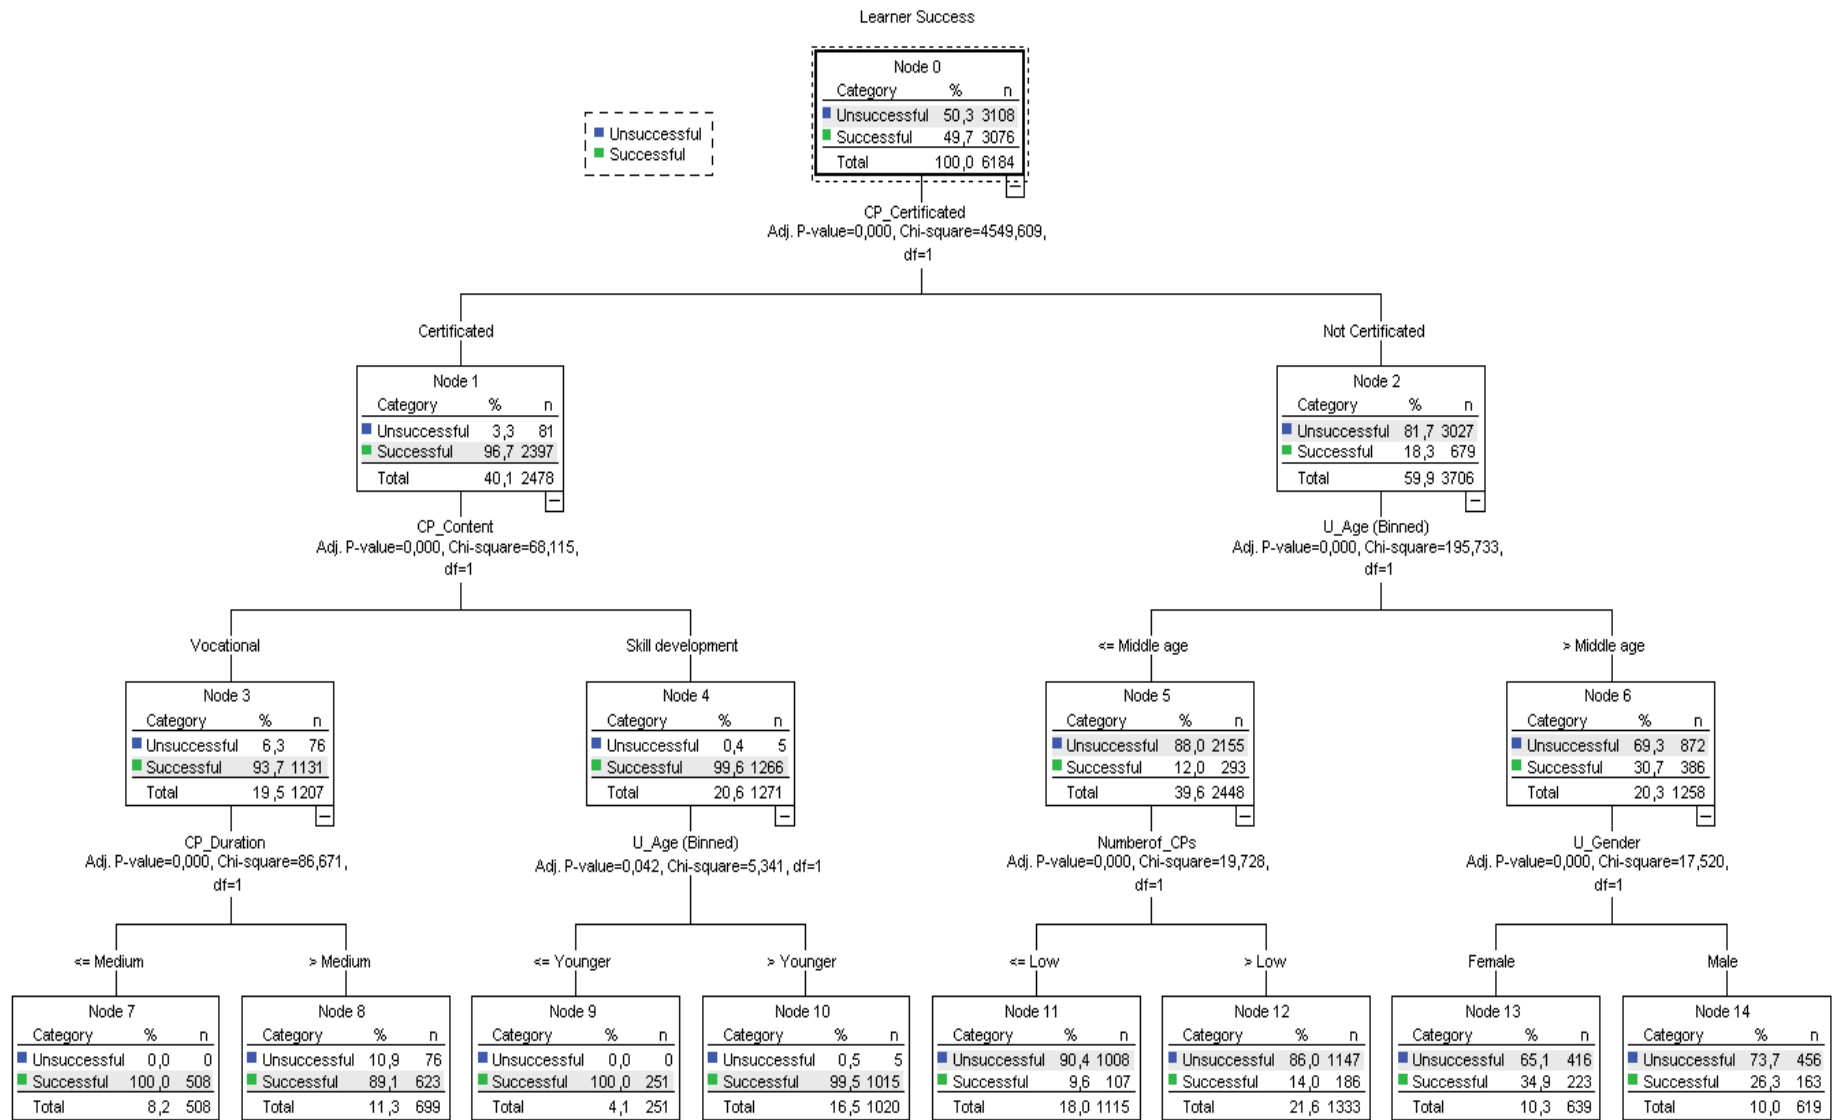 Learner Success
Node 0
Category % n
Unsuccessful 50,3 3108
Successful 49,7 3076
Total 100,0 6184
Unsuccessful
Successful
CP_Certificated
Adj. P-value=0,000, Chi-square=4549,609,
df=1
Certificated
Not Certificated
Node 1
Category % n
Unsuccessful 3,3 81
Successful 96,7 2397
Total 40,1 2478
Node 2
Category % n
Unsuccessful 81,7 3027
Successful 18,3 679
Total 59,9 3706
CP_Content
Adj. P-value=0,000, Chi-square=68,115,
df=1
U_Age (Binned)
Adj. P-value=0,000, Chi-square=195,733,
df=1
Vocational
Skill development
<= Middle age
> Middle age
Node 3
Category % n
Unsuccessful 6,3 76
Successful 93,7 1131
Total 19,5 1207
Node 4
Category % n
Unsuccessful 0,4 5
Successful 99,6 1266
Total 20,6 1271
Node 5
Category % n
Unsuccessful 88,0 2155
Successful 12,0 293
Total 39,6 2448
Node 6
Category % n
Unsuccessful 69,3 872
Successful 30,7 386
Total 20,3 1258
CP_Duration
Adj. P-value=0,000, Chi-square=86,671,
df=1
U_Age (Binned)
Adj. P-value=0,042, Chi-square=5,341, df=1
Numberof_CPs
Adj. P-value=0,000, Chi-square=19,728,
df=1
U_Gender
Adj. P-value=0,000, Chi-square=17,520,
df=1
<= Medium
> Medium
<= Younger
> Younger
<= Low
> Low
Female
Male
Node 7
Category % n
Unsuccessful 0,0 0
Successful 100,0 508
Total 8,2 508
Node 8
Category % n
Unsuccessful 10,9 76
Successful 89,1 623
Total 11,3 699
Node 9
Category % n
Unsuccessful 0,0 0
Successful 100,0 251
Total 4,1 251
Node 10
Category % n
Unsuccessful 0,5 5
Successful 99,5 1015
Total 16,5 1020
Node 11
Category % n
Unsuccessful 90,4 1008
Successful 9,6 107
Total 18,0 1115
Node 12
Category % n
Unsuccessful 86,0 1147
Successful 14,0 186
Total 21,6 1333
Node 13
Category % n
Unsuccessful 65,1 416
Successful 34,9 223
Total 10,3 639
Node 14
Category % n
Unsuccessful 73,7 456
Successful 26,3 163
Total 10,0 619